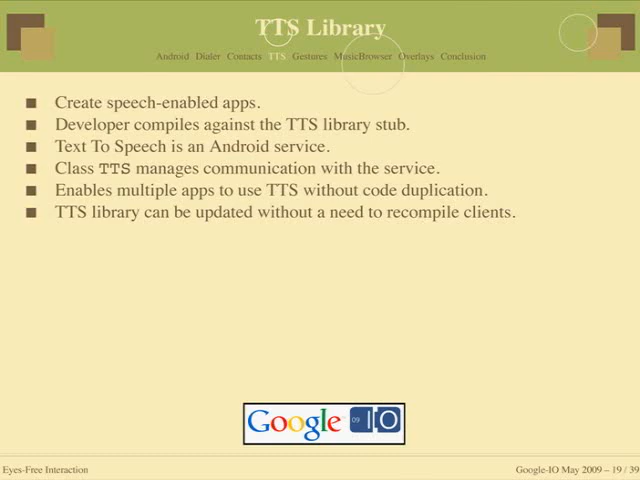 TTS Library
Android Dialer Contacts TTS Gestures MusicBrowser Overlays Conclusion
Create speech-enabled apps.
Developer compiles against the TTS library stub.
Text To Speech is an Android service.
Class TTS manages communication with the service.
Enables multiple apps to use TTS without code duplication.
TTS library can be updated without a need to recompile clients.
Google 09 IO
Eyes-Free Interaction
Google-IO May 2009 – 19 / 39